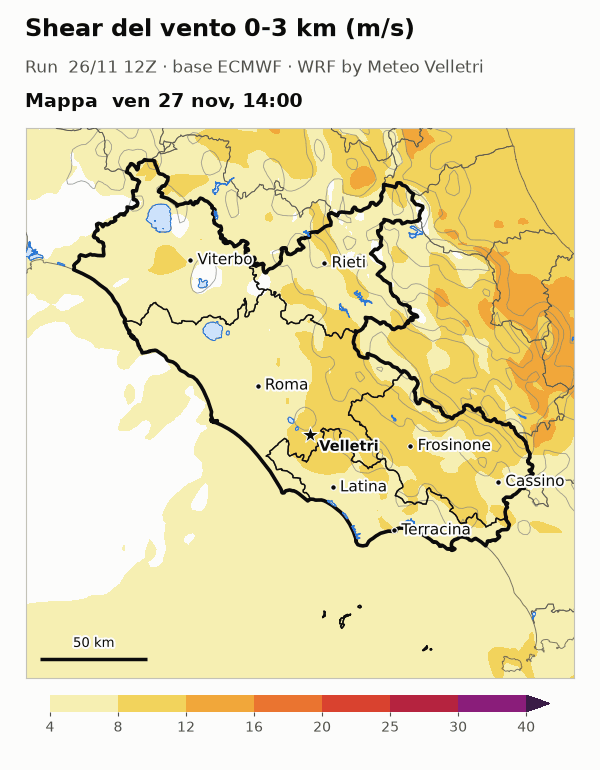 Shear del vento 0-3 km (m/s)
Run  26/11 12Z · base ECMWF · WRF by Meteo Velletri
Mappa  ven 27 nov, 14:00
Viterbo
Rieti
Roma
Velletri
Frosinone
Latina
Cassino
Terracina
50 km
4 8 12 16 20 25 30 40